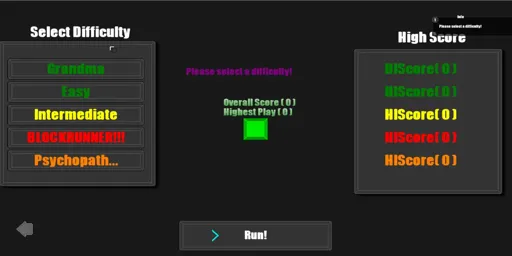 Info
Please select a difficulty!
Select Difficulty
High Score
Grandma
Easy
Intermediate
BLOCKRUNNER!!!
Psychopath...
Please select a difficulty!
Overall Score ( 0 )
Highest Play ( 0 )
HIScore( 0 )
HIScore( 0 )
HIScore( 0 )
HIScore( 0 )
HIScore( 0 )
Run!